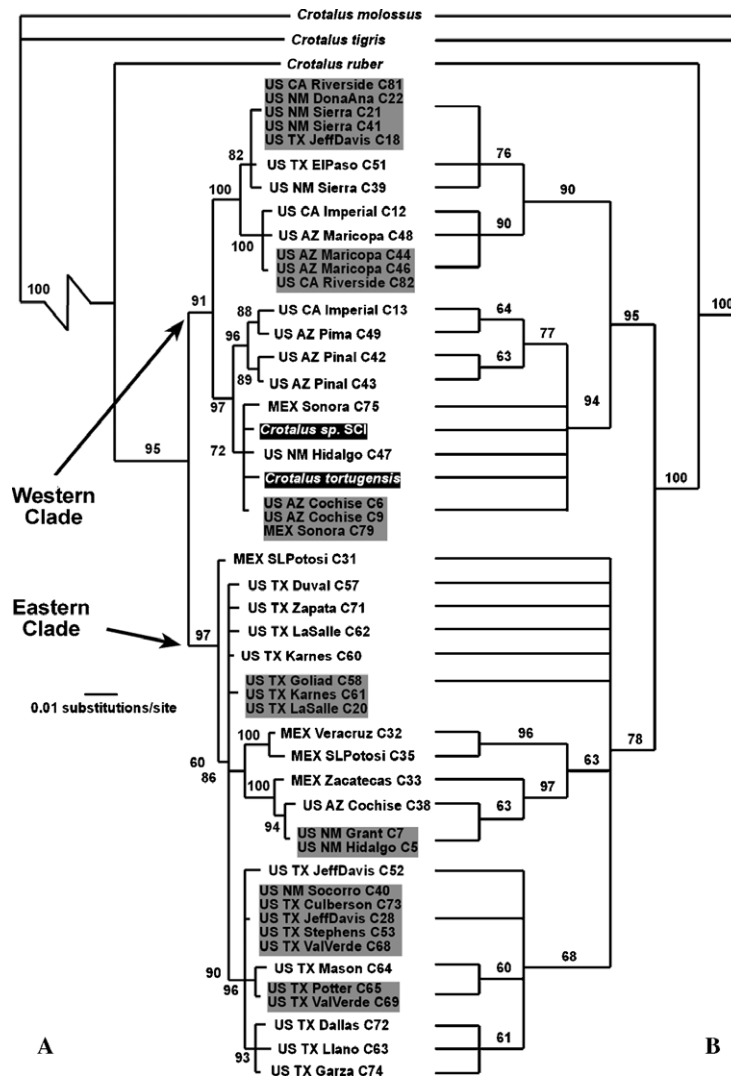 Crotalus molossus
Crotalus tigris
Crotalus ruber
US CA Riverside C81
US NM DonaAna C22
US NM Sierra C21
US NM Sierra C41
US TX JeffDavis C18
82
76
US TX ElPaso C51
100
90
US NM Sierra C39
US CA Imperial C12
US AZ Maricopa C48
90
100
US AZ Maricopa C44
US AZ Maricopa C46
US CA Riverside C82
100
91
100
88
US CA Imperial C13
64
95
96
US AZ Pima C49
77
US AZ Pinal C42
63
89
US AZ Pinal C43
97
MEX Sonora C75
94
Crotalus sp. SCI
95
72
US NM Hidalgo C47
100
Crotalus tortugensis
Western
Clade
US AZ Cochise C6
US AZ Cochise C9
MEX Sonora C79
MEX SLPotosi C31
US TX Duval C57
Eastern
Clade
US TX Zapata C71
97
US TX LaSalle C62
US TX Karnes C60
US TX Goliad C58
US TX Karnes C61
US TX LaSalle C20
0.01 substitutions/site
100
MEX Veracruz C32
96
78
60
MEX SLPotosi C35
63
86
100
MEX Zacatecas C33
97
US AZ Cochise C38
63
94
US NM Grant C7
US NM Hidalgo C5
US TX JeffDavis C52
US NM Socorro C40
US TX Culberson C73
US TX JeffDavis C28
US TX Stephens C53
US TX ValVerde C68
68
90
US TX Mason C64
60
96
US TX Potter C65
US TX ValVerde C69
US TX Dallas C72
61
A
US TX Llano C63
B
93
US TX Garza C74